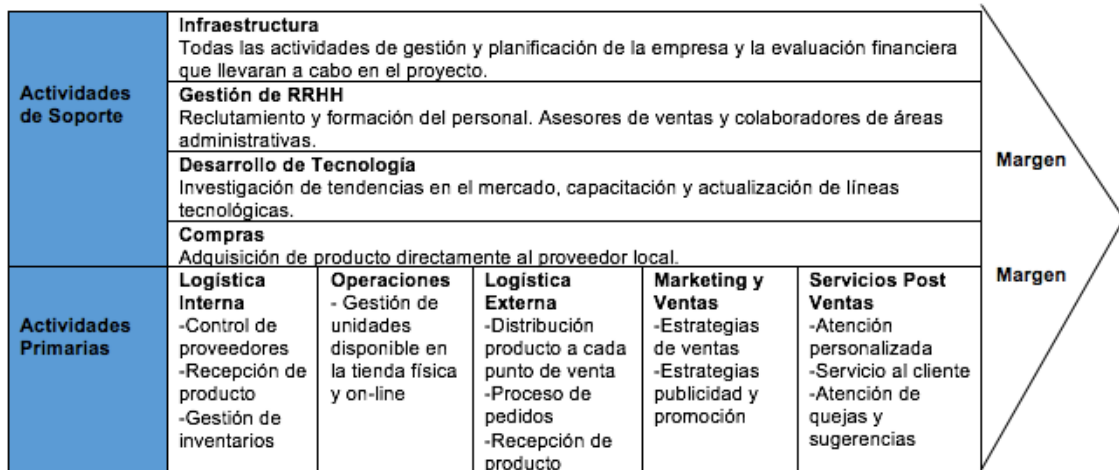 Actividades
de Soporte
Infraestructura
Todas las actividades de gestión y planificación de la empresa y la evaluación financiera
que llevaran a cabo en el proyecto.
Gestión de RRHH
Reclutamiento y formación del personal. Asesores de ventas y colaboradores de áreas
administrativas.
Desarrollo de Tecnología
Investigación de tendencias en el mercado, capacitación y actualización de líneas
tecnológicas.
Compras
Adquisición de producto directamente al proveedor local.
Margen
Actividades
Primarias
Logística
Interna
-Control de
proveedores
-Recepción de
producto
-Gestión de
inventarios
Operaciones
- Gestión de
unidades
disponible en
la tienda física
y on-line
Logística
Externa
-Distribución
producto a cada
punto de venta
-Proceso de
pedidos
-Recepción de
producto
Marketing y
Ventas
-Estrategias
de ventas
-Estrategias
publicidad y
promoción
Servicios Post
Ventas
-Atención
personalizada
-Servicio al cliente
-Atención de
quejas y
sugerencias
Margen